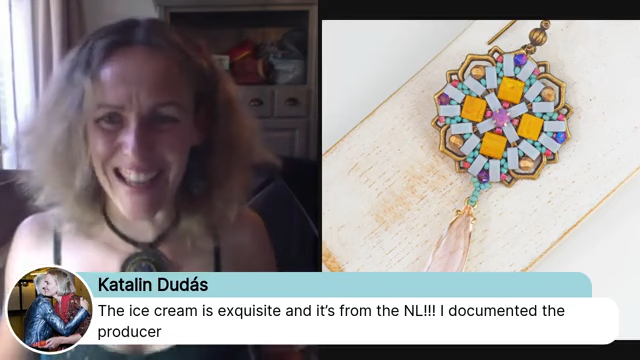 Katalin Dudás
The ice cream is exquisite and it's from the NL!!! I documented the
producer